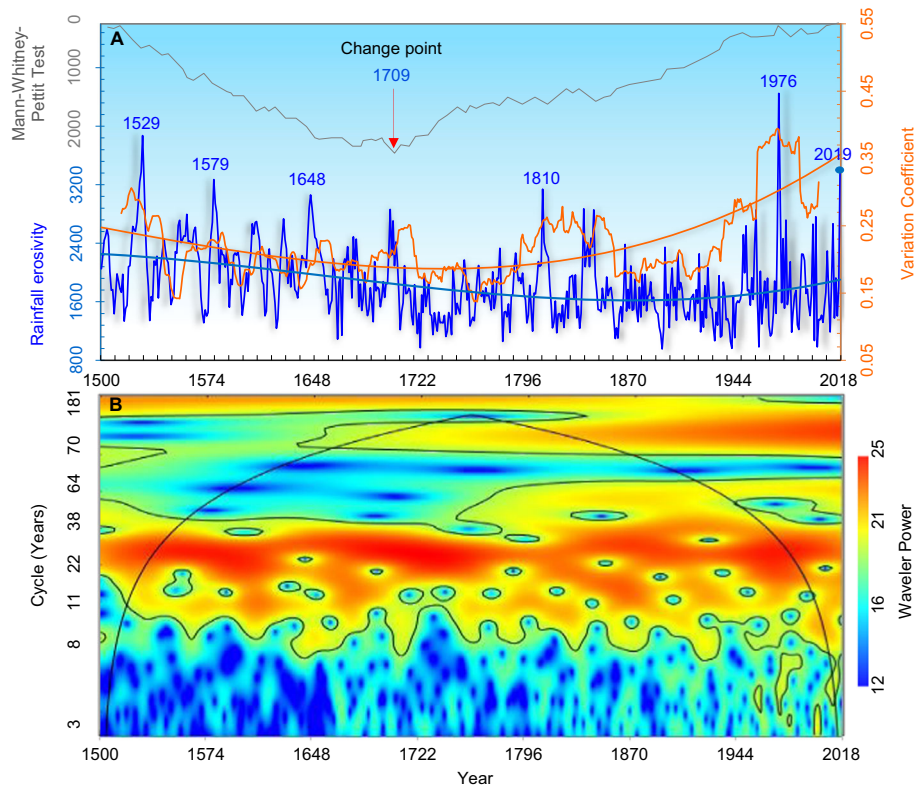 A
Change point
1709
1529
1579
1648
1810
1976
2019
Mann-Whitney-
Pettit Test
0
1000
2000
Rainfall erosivity
3200
2400
1600
800
0.55
0.45
0.35
0.25
0.15
0.05
Variation Coefficient
1500 1574 1648 1722 1796 1870 1944 2018
B
Cycle (Years)
181
70
64
38
22
11
8
3
1500 1574 1648 1722 1796 1870 1944 2018
Year
25
21
16
12
Waveler Power